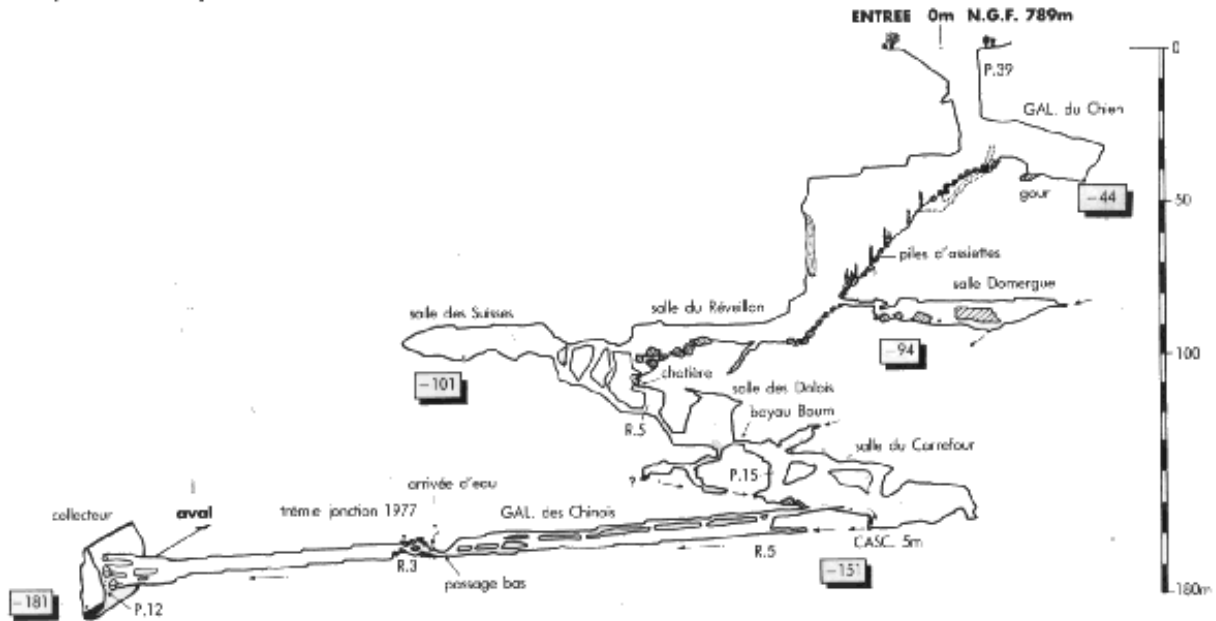 ENTREE 0m N.G.F. 789m
0
P.39
GAL. du Chien
gour
-44
50
piles d'assiettes
salle Domergue
salle des Suisses
salle du Réveillon
-94
100
-101
chatière
salle des Dalois
boyau Boum
R.5
salle du Carrefour
?
P.15
arrivée d'eau
collecteur
aval
trémie jonction 1977
GAL. des Chinois
CASC. 5m
R.5
R.3
passage bas
-151
-181
P.12
-180m